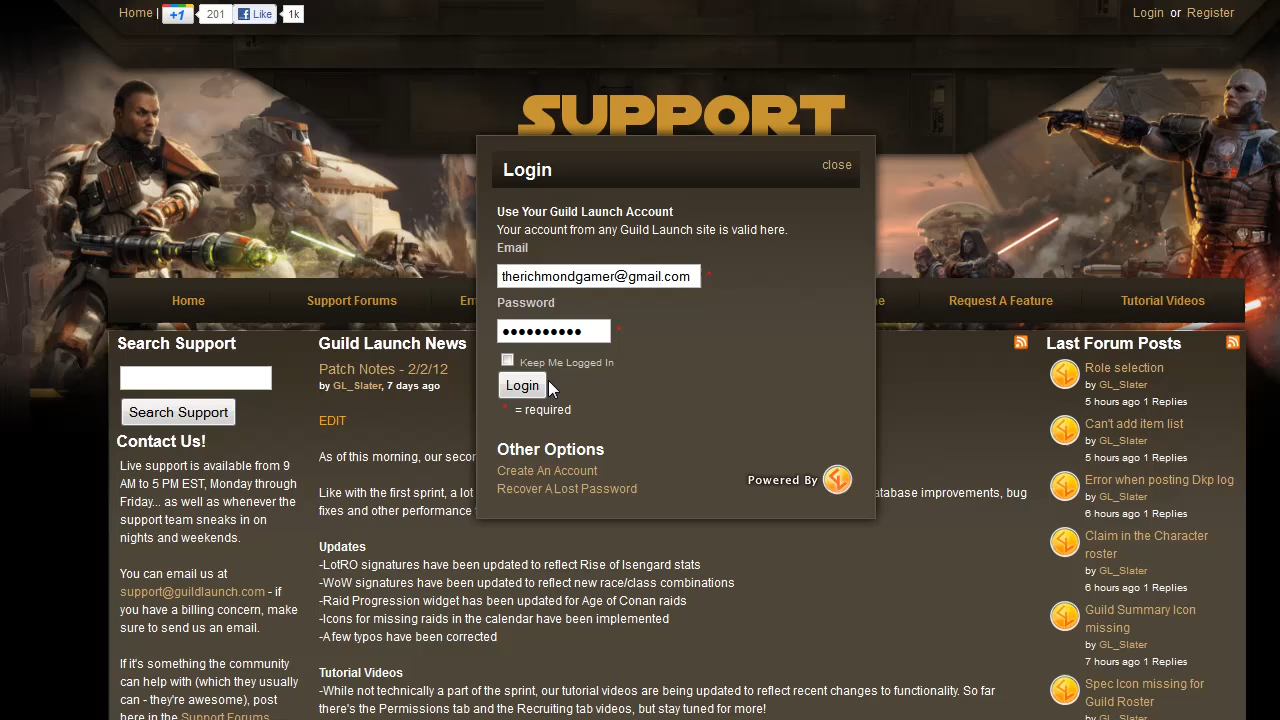 Home |
+1
201
Like
1k
Login or Register
SUPPORT
Login
close
Use Your Guild Launch Account
Your account from any Guild Launch site is valid here.
Email
therichmondgamer@gmail.com *
Password
●●●●●●●●●● *
Keep Me Logged In
Login
* = required
Other Options
Create An Account
Recover A Lost Password
Powered By
Home
Support Forums
Request A Feature
Tutorial Videos
Search Support
Search Support
Contact Us!
Live support is available from 9
AM to 5 PM EST, Monday through
Friday... as well as whenever the
support team sneaks in on
nights and weekends.
You can email us at
support@guildlaunch.com - if
you have a billing concern, make
sure to send us an email.
If it's something the community
can help with (which they usually
can - they're awesome), post
here in the Support Forums
Guild Launch News
Patch Notes - 2/2/12
by GL_Slater, 7 days ago
EDIT
As of this morning, our
Like with the first sprint, a lot
database improvements, bug
fixes and other performance
Updates
-LotRO signatures have been updated to reflect Rise of Isengard stats
-WoW signatures have been updated to reflect new race/class combinations
-Raid Progression widget has been updated for Age of Conan raids
-Icons for missing raids in the calendar have been implemented
-A few typos have been corrected
Tutorial Videos
-While not technically a part of the sprint, our tutorial videos are being updated to reflect recent changes to functionality. So far
there's the Permissions tab and the Recruiting tab videos, but stay tuned for more!
Last Forum Posts
Role selection
by GL_Slater
5 hours ago 1 Replies
Can't add item list
by GL_Slater
5 hours ago 1 Replies
Error when posting Dkp log
by GL_Slater
6 hours ago 1 Replies
Claim in the Character
roster
by GL_Slater
6 hours ago 1 Replies
Guild Summary Icon
missing
by GL_Slater
7 hours ago 1 Replies
Spec Icon missing for
Guild Roster
by GL_Slater